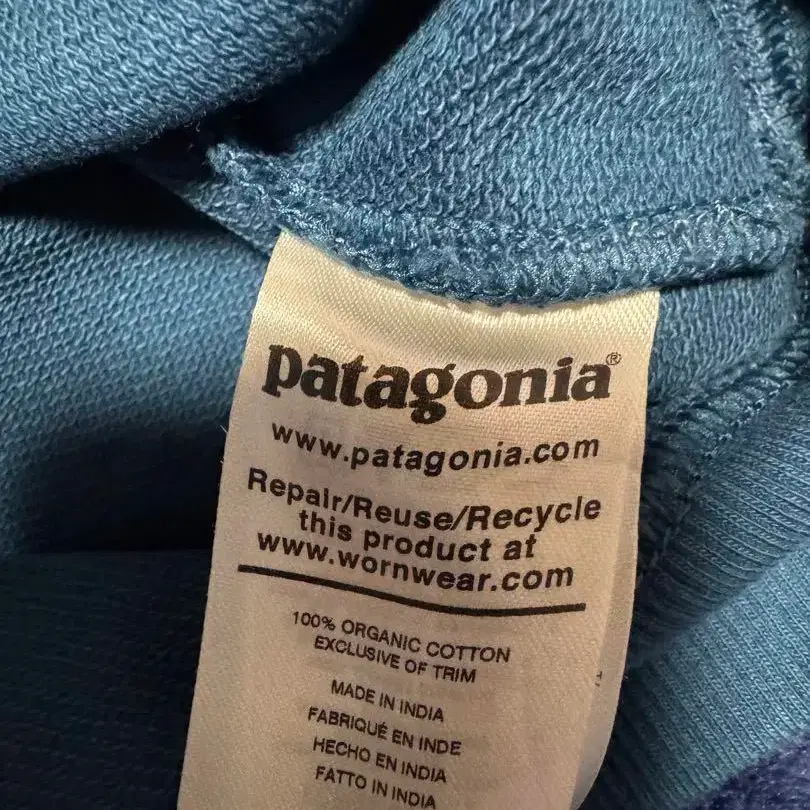 patagonia®
www.patagonia.com
Repair/Reuse/Recycle
this product at
www.wornwear.com
100% ORGANIC COTTON
EXCLUSIVE OF TRIM
MADE IN INDIA
FABRIQUÉ EN INDE
HECHO EN INDIA
FATTO IN INDIA